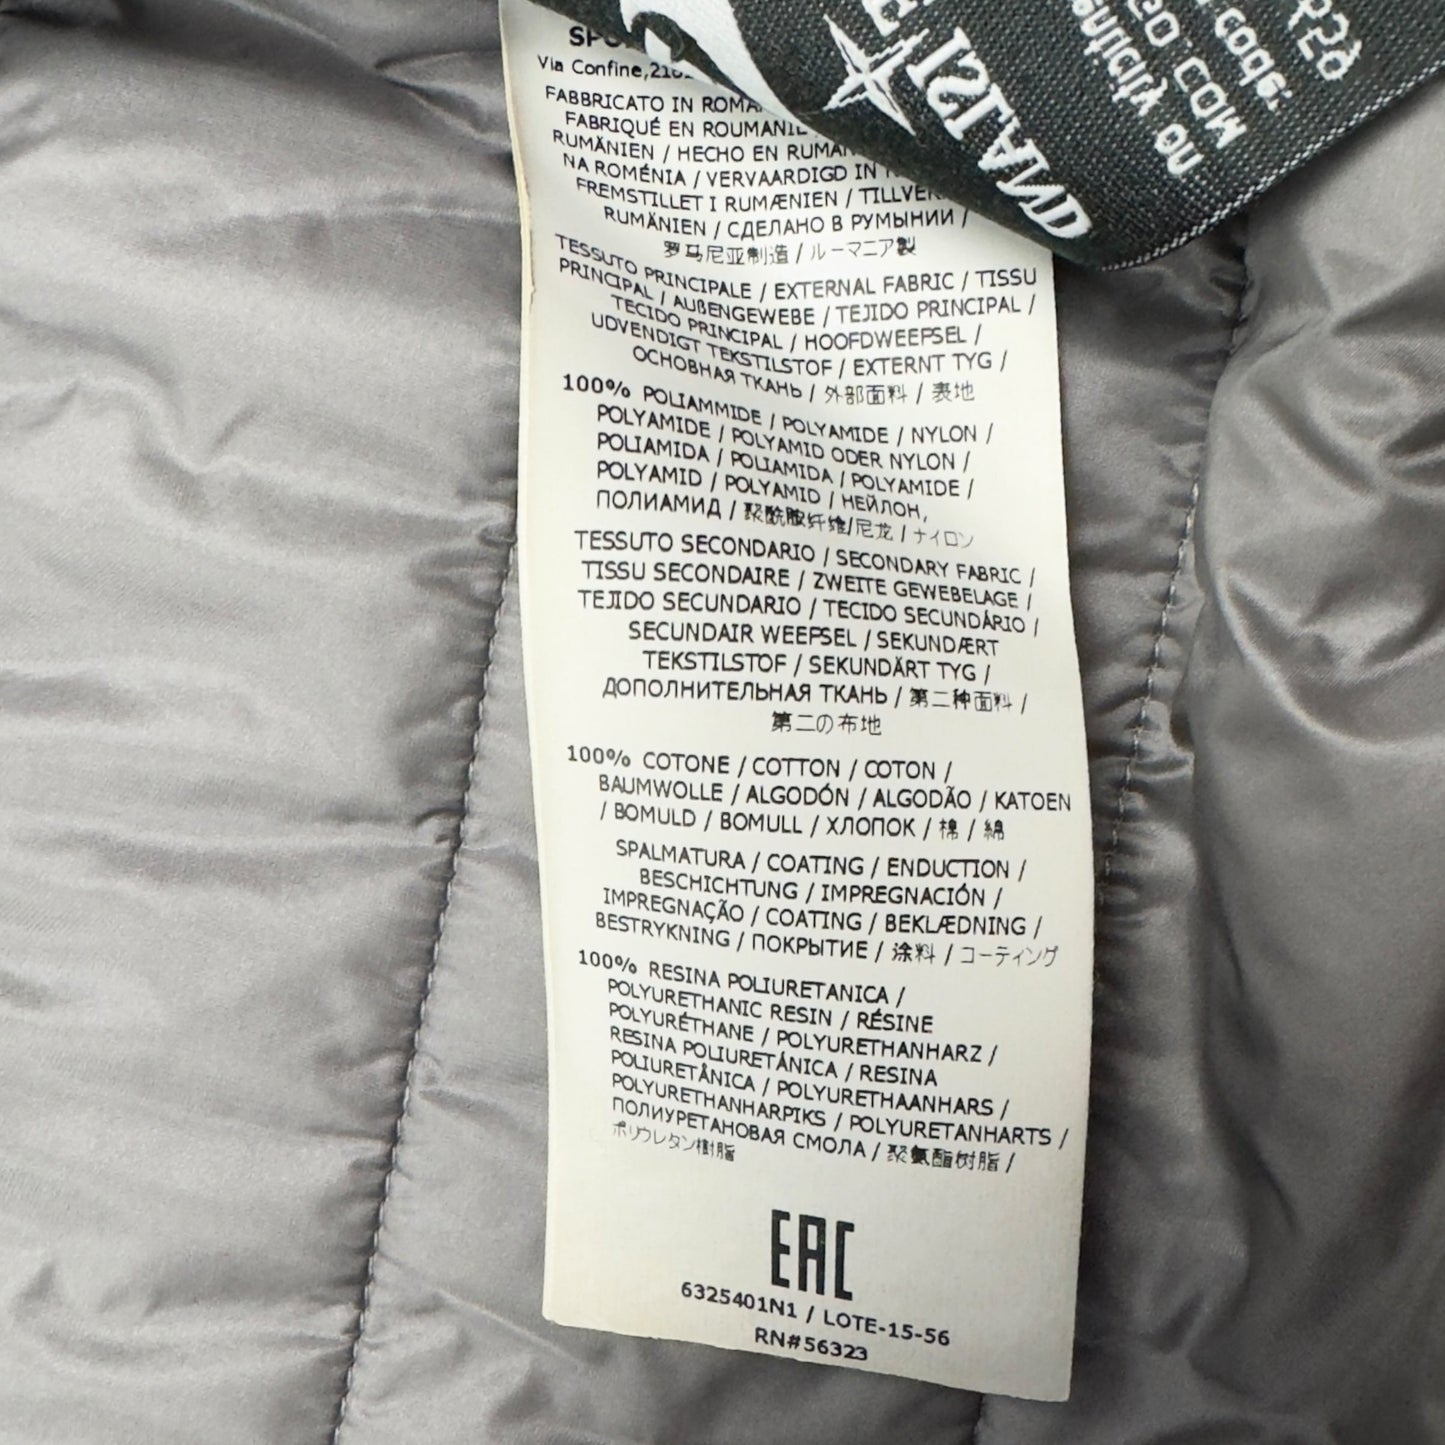 Via Confine,
FABBRICATO IN
FABRIQUÉ EN ROUMANIE
RUMÄNIEN / HECHO EN
NA ROMÉNIA / VERVAARDIGD IN
FREMSTILLET I RUMÆNIEN /
RUMÄNIEN / СДЕЛАНО В РУМЫНИИ /
罗马尼亚制造 / ルーマニア製
TESSUTO PRINCIPALE / EXTERNAL FABRIC / TISSU
PRINCIPAL / AUßENGEWEBE / TEJIDO PRINCIPAL /
TECIDO PRINCIPAL / HOOFDWEEFSEL /
UDVENDIGT TEKSTILSTOF / EXTERNT TYG /
ОСНОВНАЯ ТКАНЬ / 外部面料 / 表地
100% POLIAMMIDE / POLYAMIDE / NYLON /
POLYAMIDE / POLYAMID ODER NYLON /
POLIAMIDA / POLIAMIDA / POLYAMIDE /
POLYAMID / POLYAMID / НЕЙЛОН,
ПОЛИАМИД / 聚酰胺纤维/尼龙 / ナイロン
TESSUTO SECONDARIO / SECONDARY FABRIC /
TISSU SECONDAIRE / ZWEITE GEWEBELAGE /
TEJIDO SECUNDARIO / TECIDO SECUNDÁRIO /
SECUNDAIR WEEFSEL / SEKUNDÆRT
TEKSTILSTOF / SEKUNDÄRT TYG /
ДОПОЛНИТЕЛЬНАЯ ТКАНЬ / 第二种面料 /
第二の布地
100% COTONE / COTTON / COTON /
BAUMWOLLE / ALGODÓN / ALGODÃO / KATOEN
/ BOMULD / BOMULL / ХЛОПОК / 棉 / 綿
SPALMATURA / COATING / ENDUCTION /
BESCHICHTUNG / IMPREGNACIÓN /
IMPREGNAÇÃO / COATING / BEKLÆDNING /
BESTRYKNING / ПОКРЫТИЕ / 涂料 / コーティング
100% RESINA POLIURETANICA /
POLYURETHANIC RESIN / RÉSINE
POLYURÉTHANE / POLYURETHANHARZ /
RESINA POLIURETÁNICA / RESINA
POLIURETÂNICA / POLYURETHAANHARS /
POLYURETHANHARPIKS / POLYURETANHARTS /
ПОЛИУРЕТАНОВАЯ СМОЛА / 聚氨酯树脂 /
ポリウレタン樹脂
EAC
6325401N1 / LOTE-15-56
RN#56323